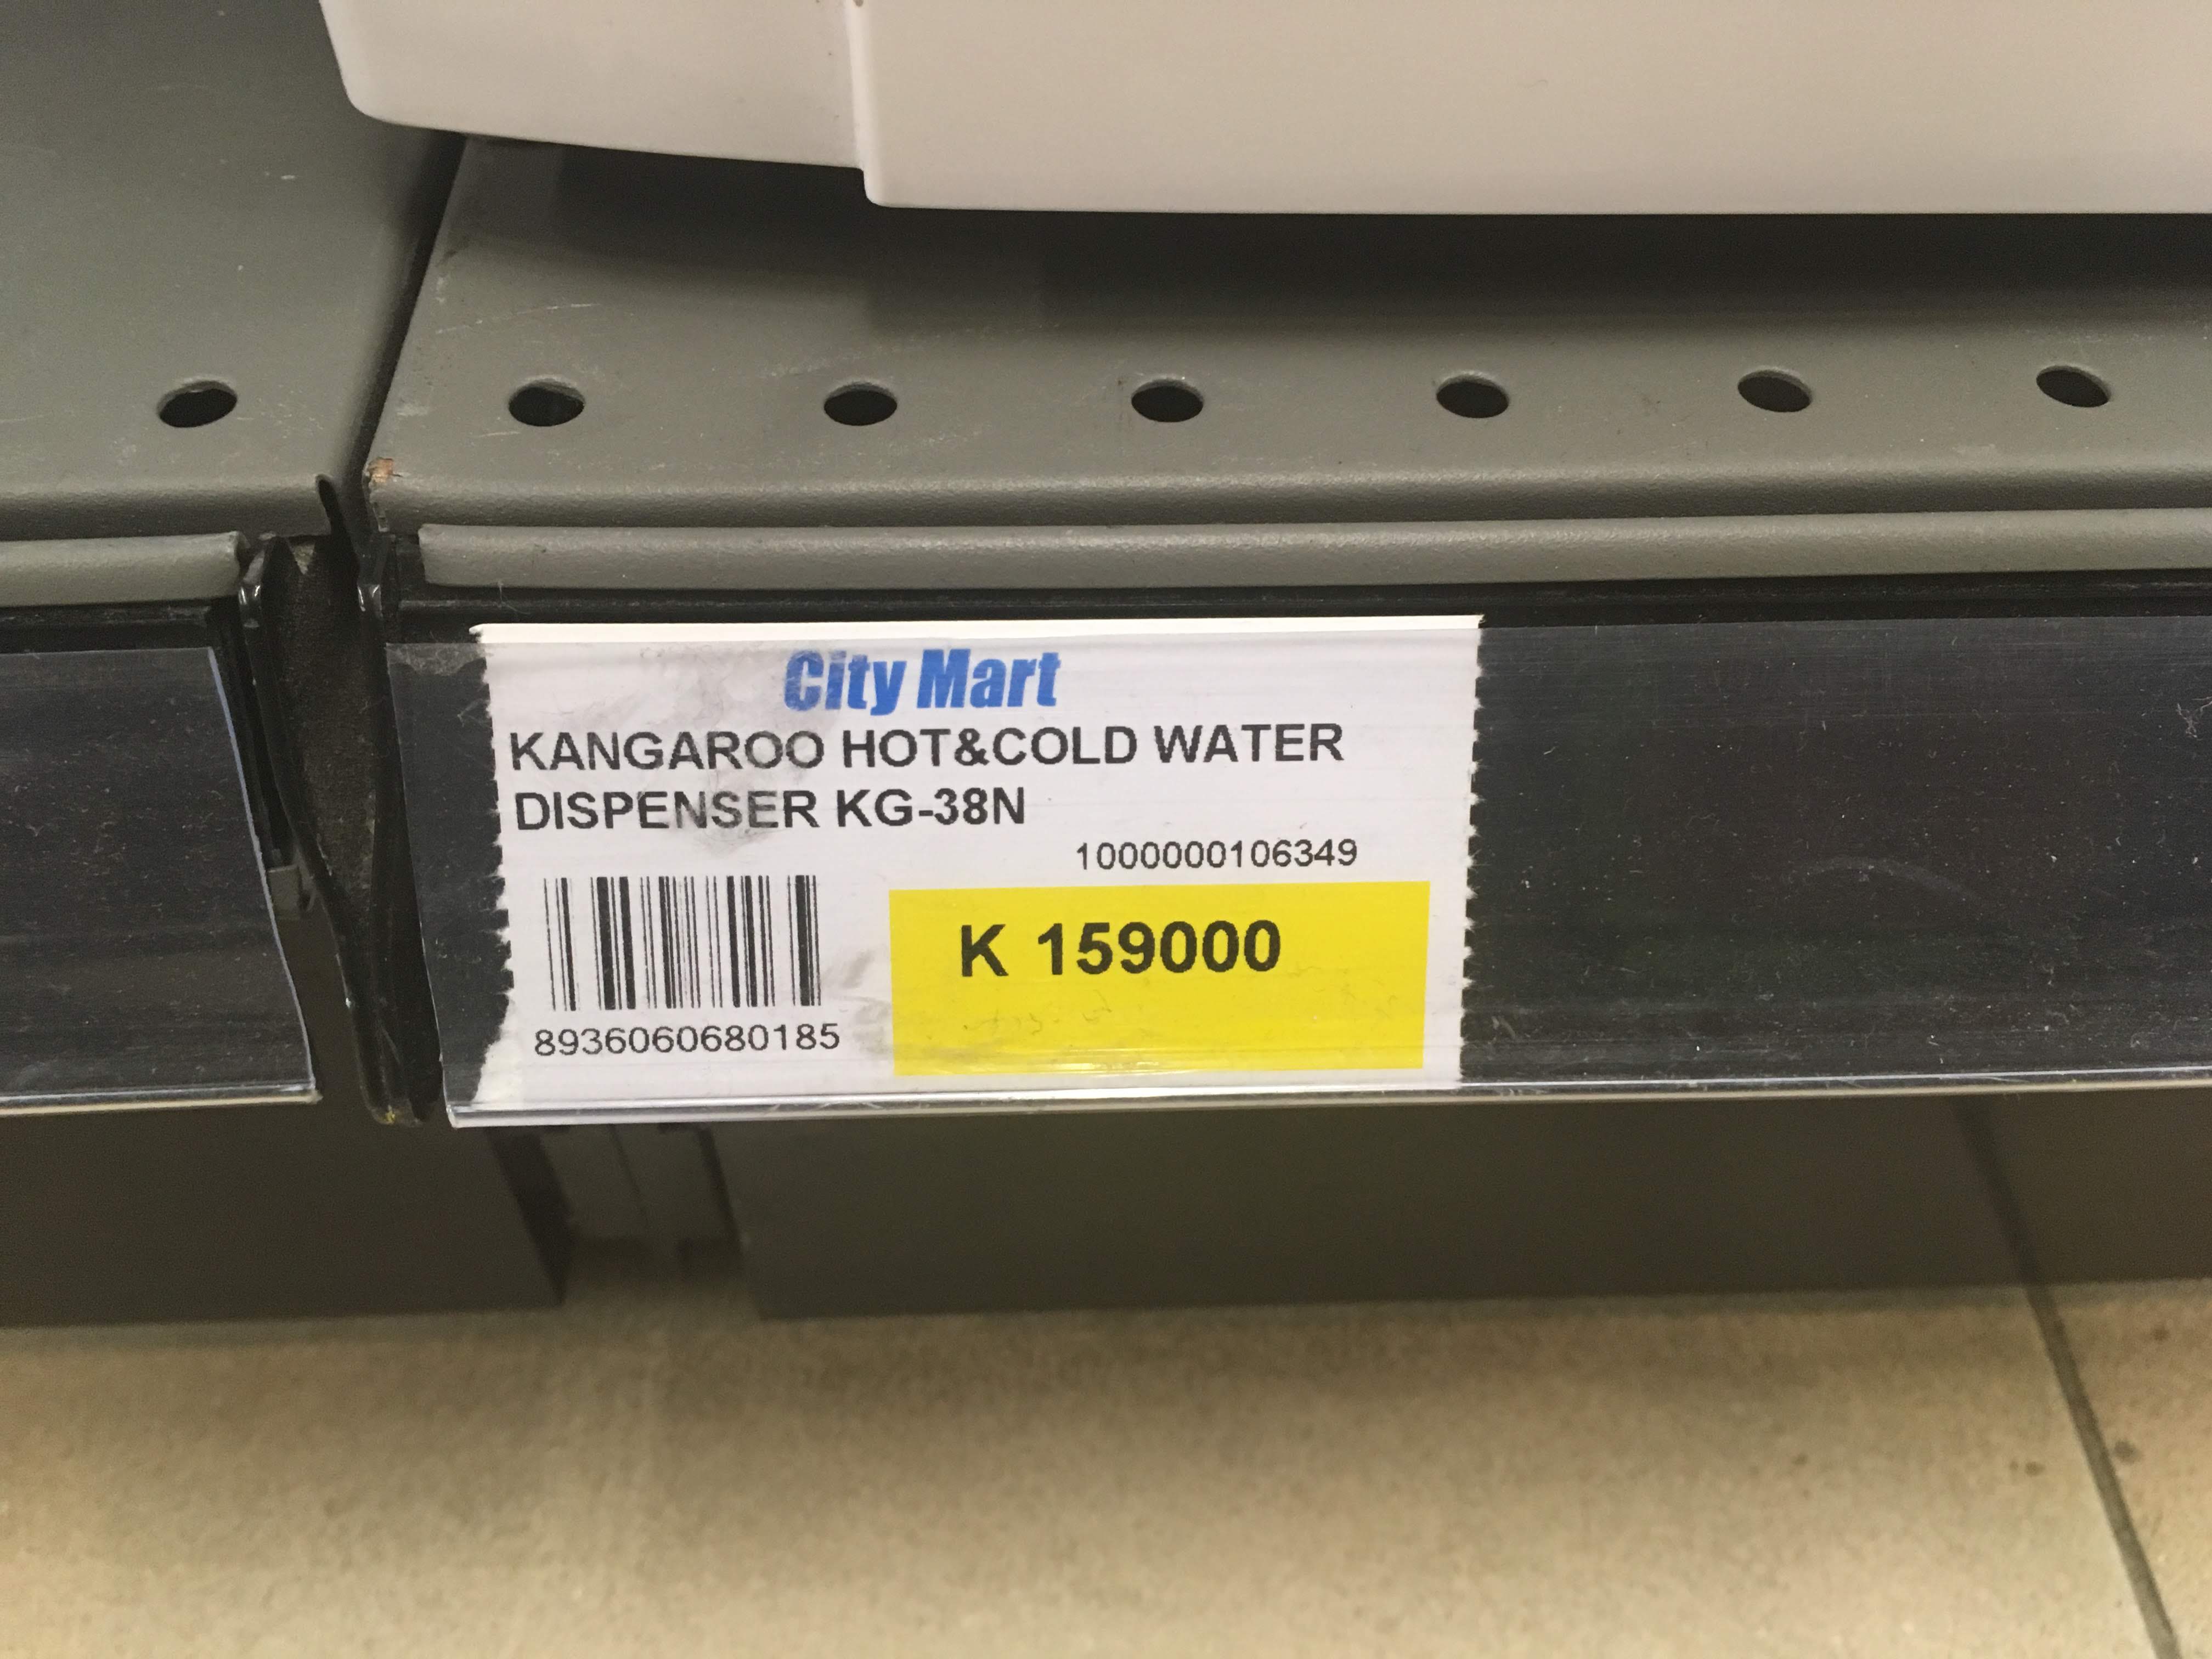 City Mart
KANGAROO HOT&COLD WATER
DISPENSER KG-38N
1000000106349
K 159000
8936060680185